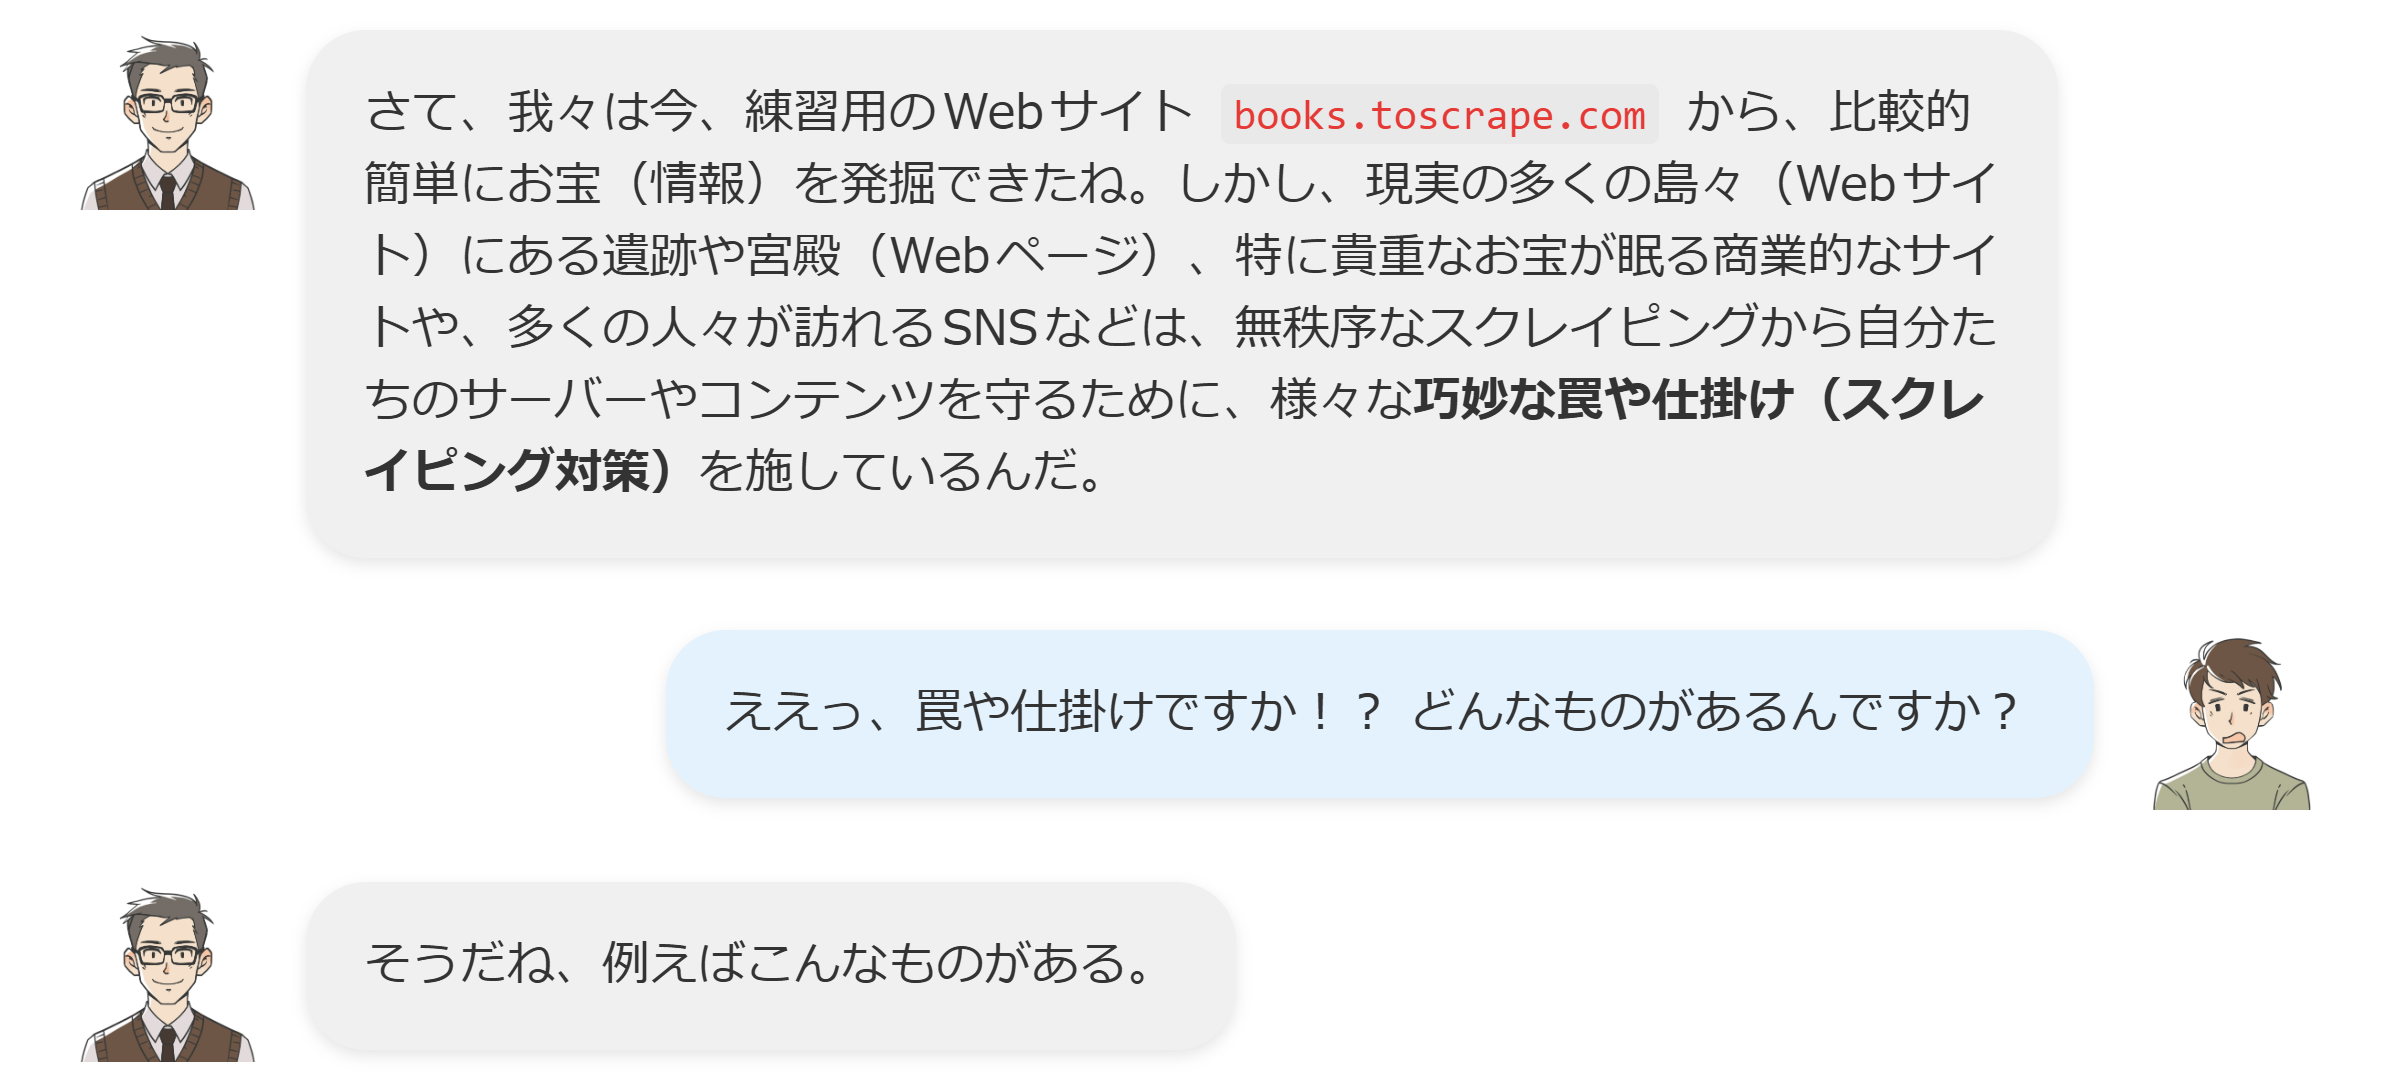 さて、我々は今、練習用のWebサイト books.toscrape.com から、比較的
簡単にお宝（情報）を発掘できたね。しかし、現実の多くの島々（Webサイ
ト）にある遺跡や宮殿（Webページ）、特に貴重なお宝が眠る商業的なサイ
トや、多くの人々が訪れるSNSなどは、無秩序なスクレイピングから自分た
ちのサーバーやコンテンツを守るために、様々な巧妙な罠や仕掛け（スクレ
イピング対策）を施しているんだ。
ええっ、罠や仕掛けですか！？ どんなものがあるんですか？
そうだね、例えばこんなものがある。